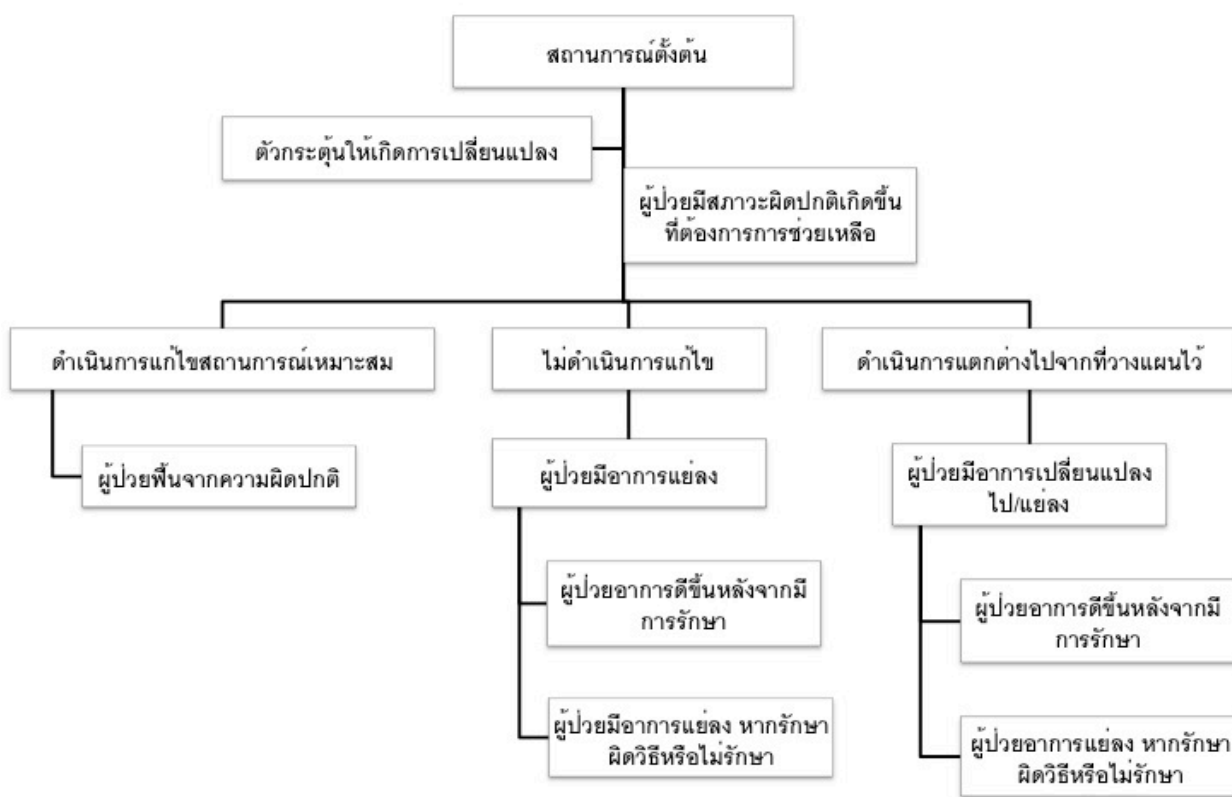 สถานการณ์ตั้งต้น
ตัวกระตุ้นให้เกิดการเปลี่ยนแปลง
ผู้ป่วยมีสภาวะผิดปกติเกิดขึ้น
ที่ต้องการการช่วยเหลือ
ดำเนินการแก้ไขสถานการณ์เหมาะสม
ผู้ป่วยฟื้นจากความผิดปกติ
ไม่ดำเนินการแก้ไข
ผู้ป่วยมีอาการแย่ลง
ผู้ป่วยอาการดีขึ้นหลังจากมี
การรักษา
ผู้ป่วยมีอาการแย่ลง หากรักษา
ผิดวิธีหรือไม่รักษา
ดำเนินการแตกต่างไปจากที่วางแผนไว้
ผู้ป่วยมีอาการเปลี่ยนแปลง
ไป/แย่ลง
ผู้ป่วยอาการดีขึ้นหลังจากมี
การรักษา
ผู้ป่วยอาการแย่ลง หากรักษา
ผิดวิธีหรือไม่รักษา